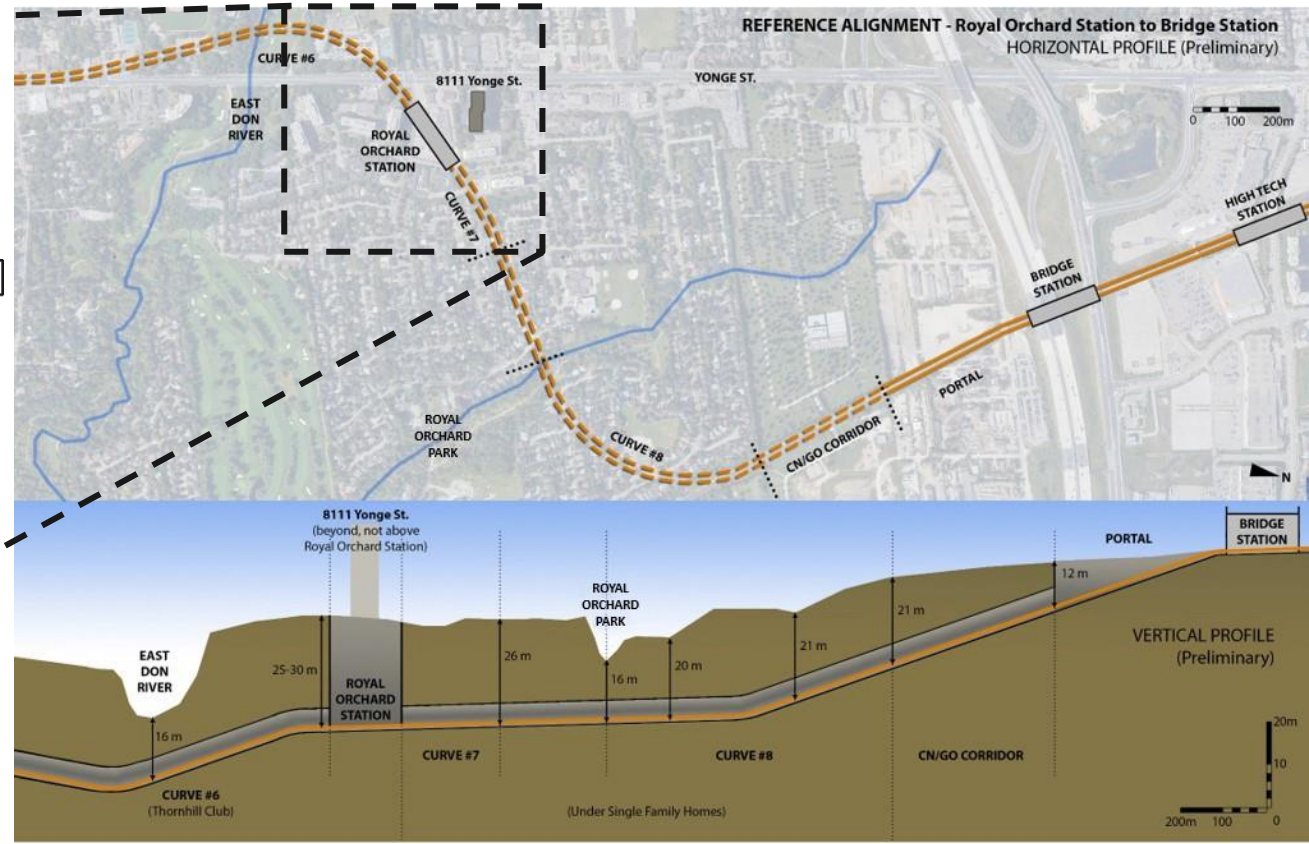 REFERENCE ALIGNMENT - Royal Orchard Station to Bridge Station
HORIZONTAL PROFILE (Preliminary)
CURVE #6
8111 Yonge St.
YONGE ST.
EAST
DON
RIVER
ROYAL
ORCHARD
STATION
0 100 200m
CURVE #7
HIGH TECH
STATION
BRIDGE
STATION
PORTAL
ROYAL
ORCHARD
PARK
CURVE #8
CN/GO CORRIDOR
N
8111 Yonge St.
(beyond, not above
Royal Orchard Station)
BRIDGE
STATION
PORTAL
12 m
ROYAL
ORCHARD
PARK
21 m
VERTICAL PROFILE
(Preliminary)
EAST
DON
RIVER
25-30 m
ROYAL
ORCHARD
STATION
26 m
16 m
20 m
21 m
16 m
CURVE #7
CURVE #8
CN/GO CORRIDOR
20m
10
0
CURVE #6
(Thornhill Club)
(Under Single Family Homes)
200m 100